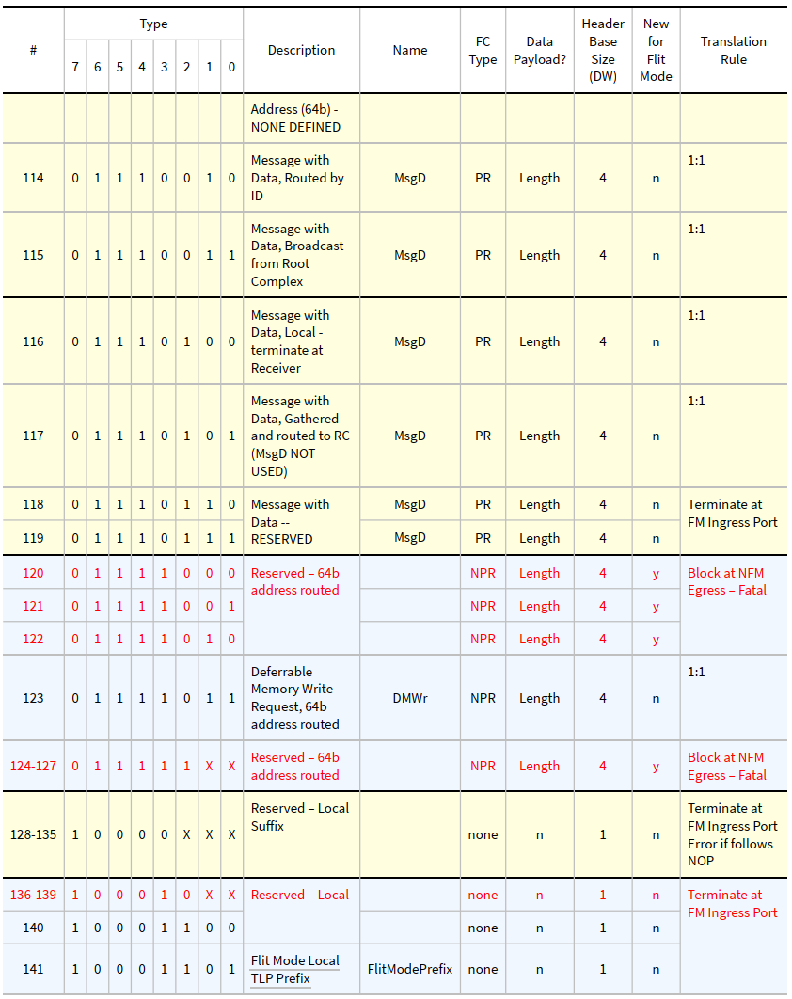 # Type Description Name FC Type Data Payload? Header Base Size (DW) New for Flit Mode Translation Rule
7 6 5 4 3 2 1 0
Address (64b) -
NONE DEFINED
114 0 1 1 1 0 0 1 0 Message with Data, Routed by ID MsgD PR Length 4 n 1:1
115 0 1 1 1 0 0 1 1 Message with Data, Broadcast from Root Complex MsgD PR Length 4 n 1:1
116 0 1 1 1 0 1 0 0 Message with Data, Local - terminate at Receiver MsgD PR Length 4 n 1:1
117 0 1 1 1 0 1 0 1 Message with Data, Gathered and routed to RC (MsgD NOT USED) MsgD PR Length 4 n 1:1
118 0 1 1 1 0 1 1 0 Message with Data -- RESERVED MsgD PR Length 4 n Terminate at FM Ingress Port
119 0 1 1 1 0 1 1 1 MsgD PR Length 4 n
120 0 1 1 1 1 0 0 0 Reserved – 64b address routed NPR Length 4 y Block at NFM Egress – Fatal
121 0 1 1 1 1 0 0 1 NPR Length 4 y
122 0 1 1 1 1 0 1 0 NPR Length 4 y
123 0 1 1 1 1 0 1 1 Deferrable Memory Write Request, 64b address routed DMWr NPR Length 4 n 1:1
124-127 0 1 1 1 1 1 X X Reserved – 64b address routed NPR Length 4 y Block at NFM Egress – Fatal
128-135 1 0 0 0 0 X X X Reserved – Local Suffix none n 1 n Terminate at FM Ingress Port Error if follows NOP
136-139 1 0 0 0 1 0 X X Reserved – Local none n 1 n Terminate at FM Ingress Port
140 1 0 0 0 1 1 0 0 none n 1 n
141 1 0 0 0 1 1 0 1 Flit Mode Local TLP Prefix FlitModePrefix none n 1 n